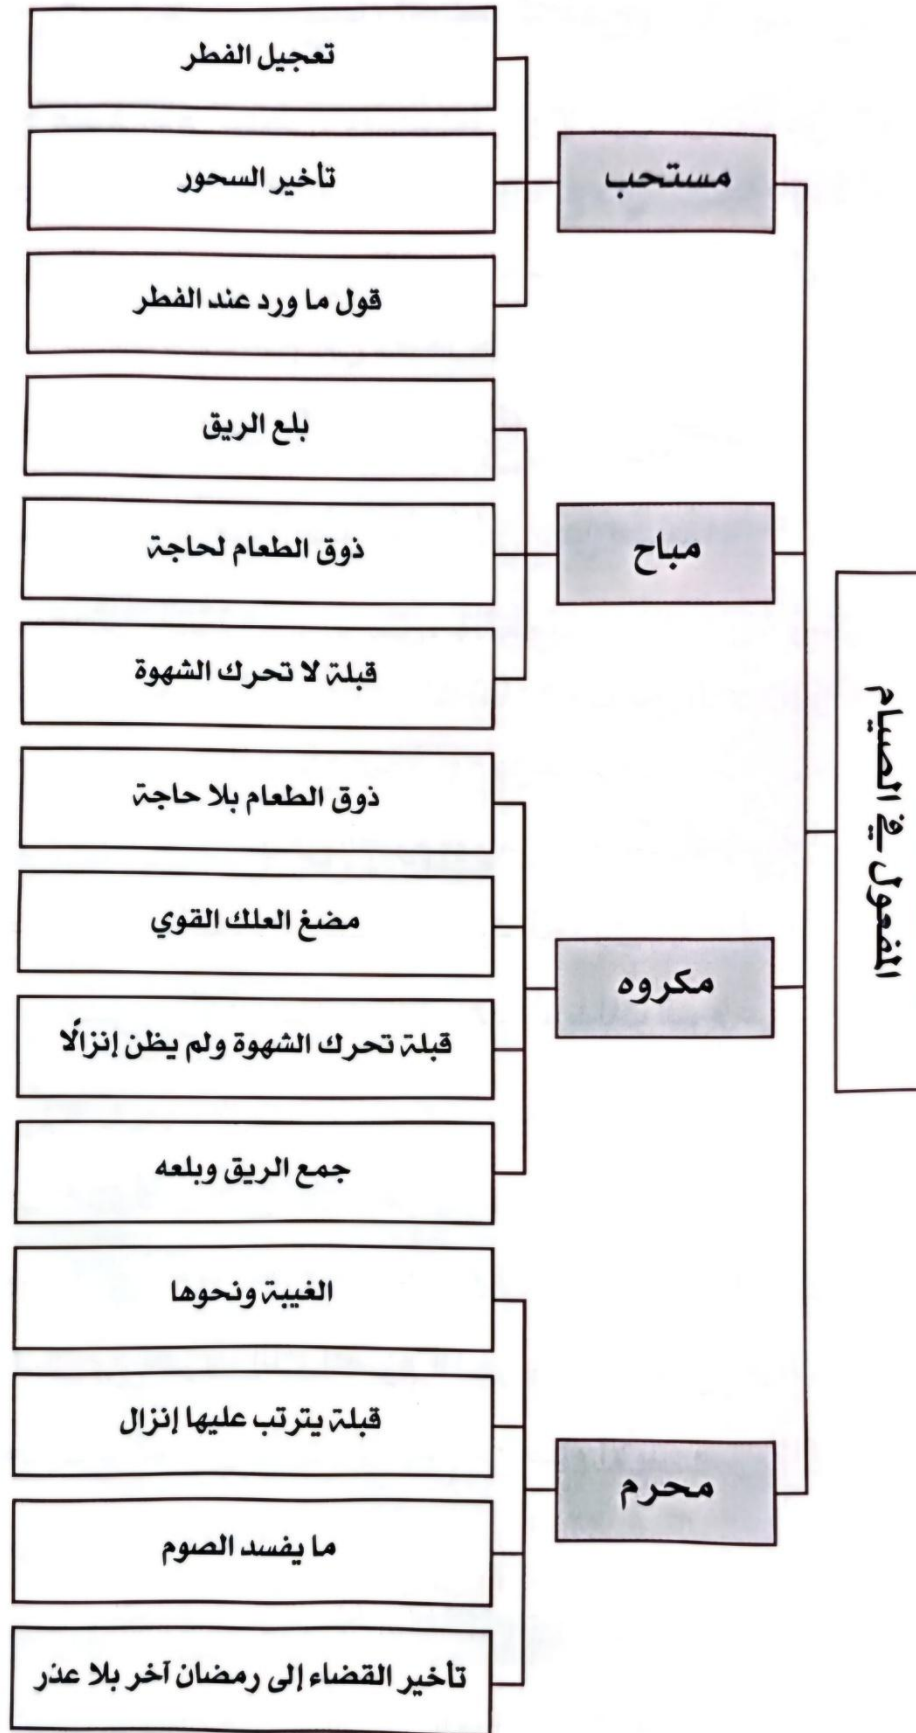 المفعول في الصيام
مستحب
تعجيل الفطر
تأخير السحور
قول ما ورد عند الفطر
مباح
بلع الريق
ذوق الطعام لحاجة
قبلة لا تحرك الشهوة
مكروه
ذوق الطعام بلا حاجة
مضغ العلك القوي
قبلة تحرك الشهوة ولم يظن إنزالًا
جمع الريق وبلعه
محرم
الغيبة ونحوها
قبلة يترتب عليها إنزال
ما يفسد الصوم
تأخير القضاء إلى رمضان آخر بلا عذر